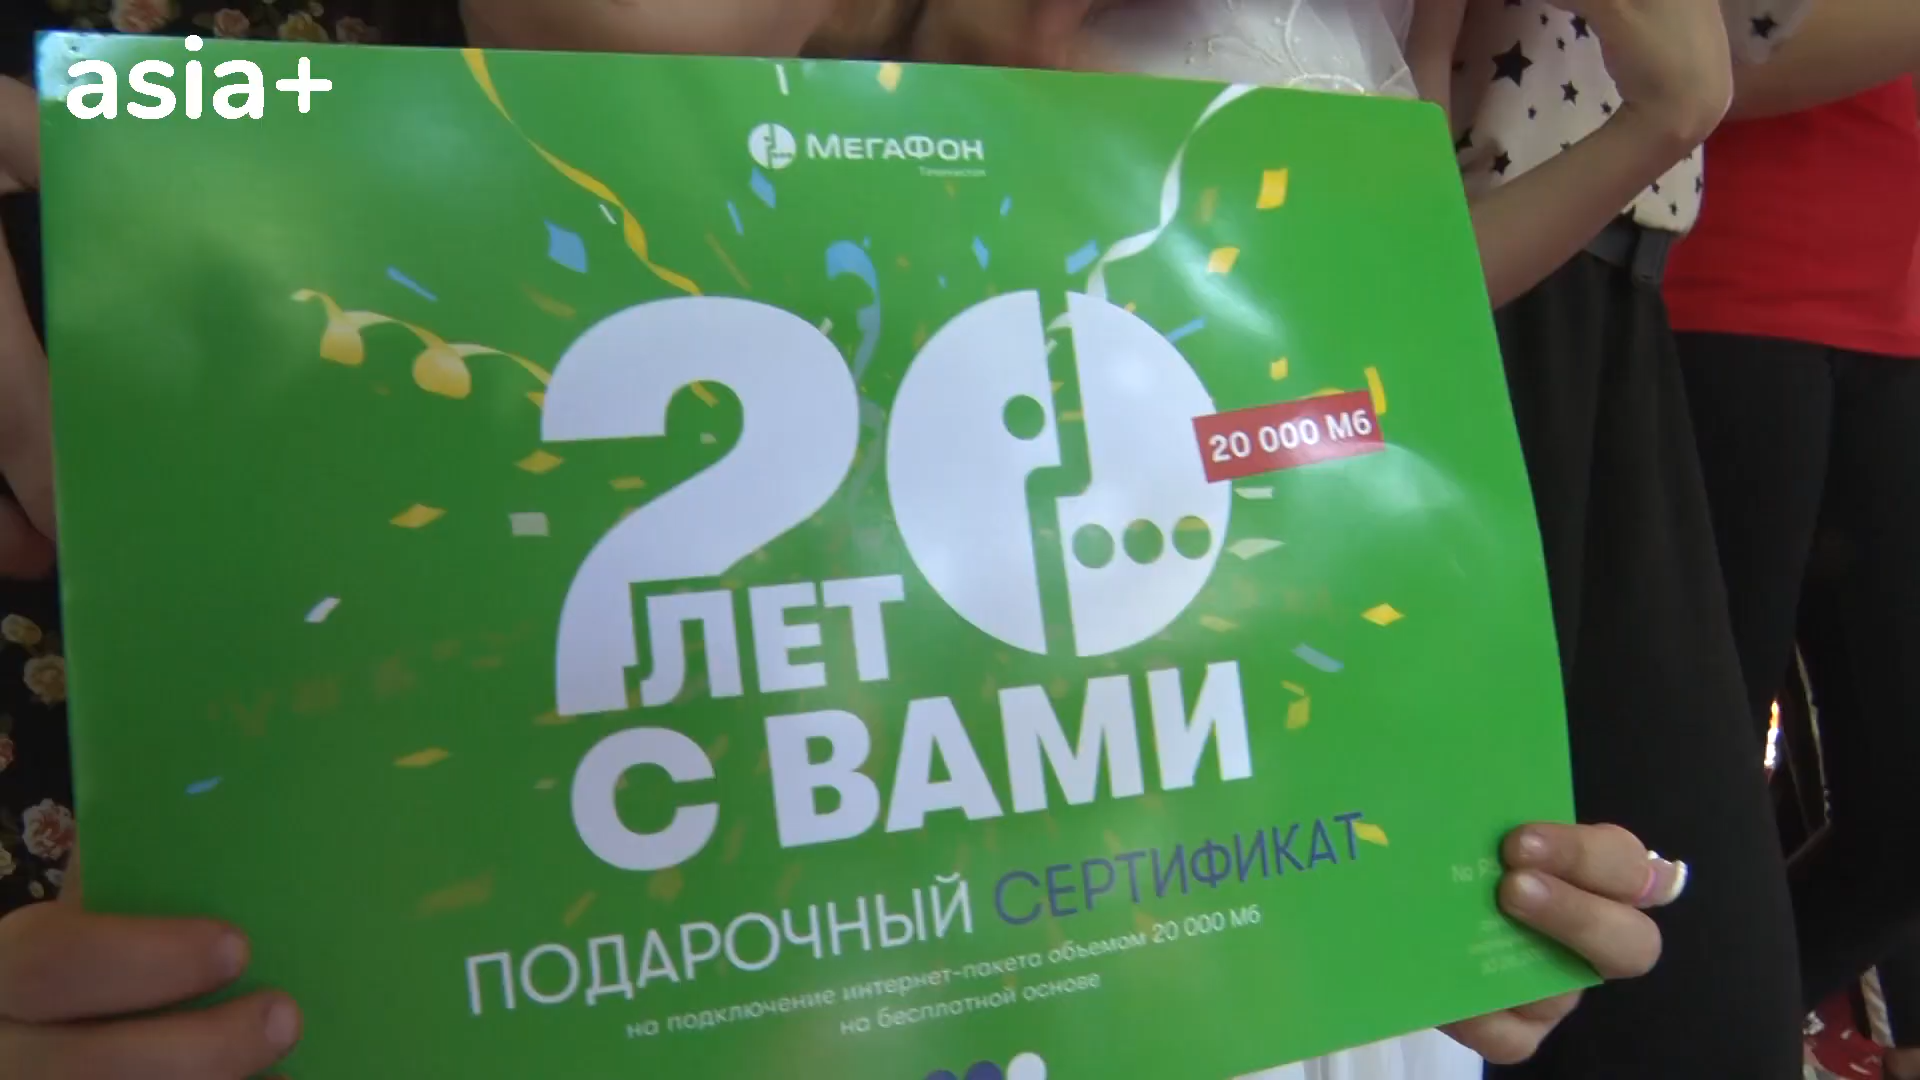 asia+
МЕГАФОН
Таджикистан
20 000 Мб
20
ЛЕТ
С ВАМИ
ПОДАРОЧНЫЙ СЕРТИФИКАТ
на подключение интернет-пакета объемом 20 000 Мб
на бесплатной основе